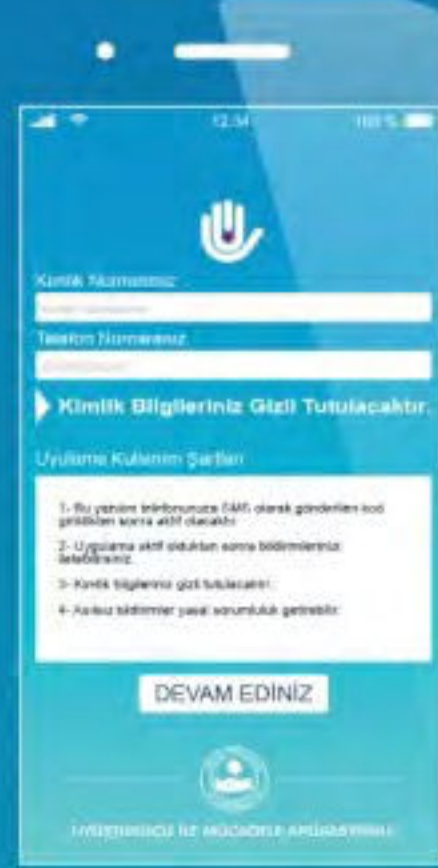 12:34 100 %
Kimlik Numaranız
Telefon Numaranız
Kimlik Bilgileriniz Gizli Tutulacaktır.
Uygulama Kullanım Şartları
1- Bu yazılım telefonunuza SMS olarak gönderilen kod
girildikten sonra aktif olacaktır.
2- Uygulama aktif olduktan sonra bildirimlerinizi
iletebilirsiniz.
3- Kimlik bilgileriniz gizli tutulacaktır.
4- Asılsız bildirimler yasal sorumluluk getirebilir.
DEVAM EDİNİZ
UYUŞTURUCU İLE MÜCADELE